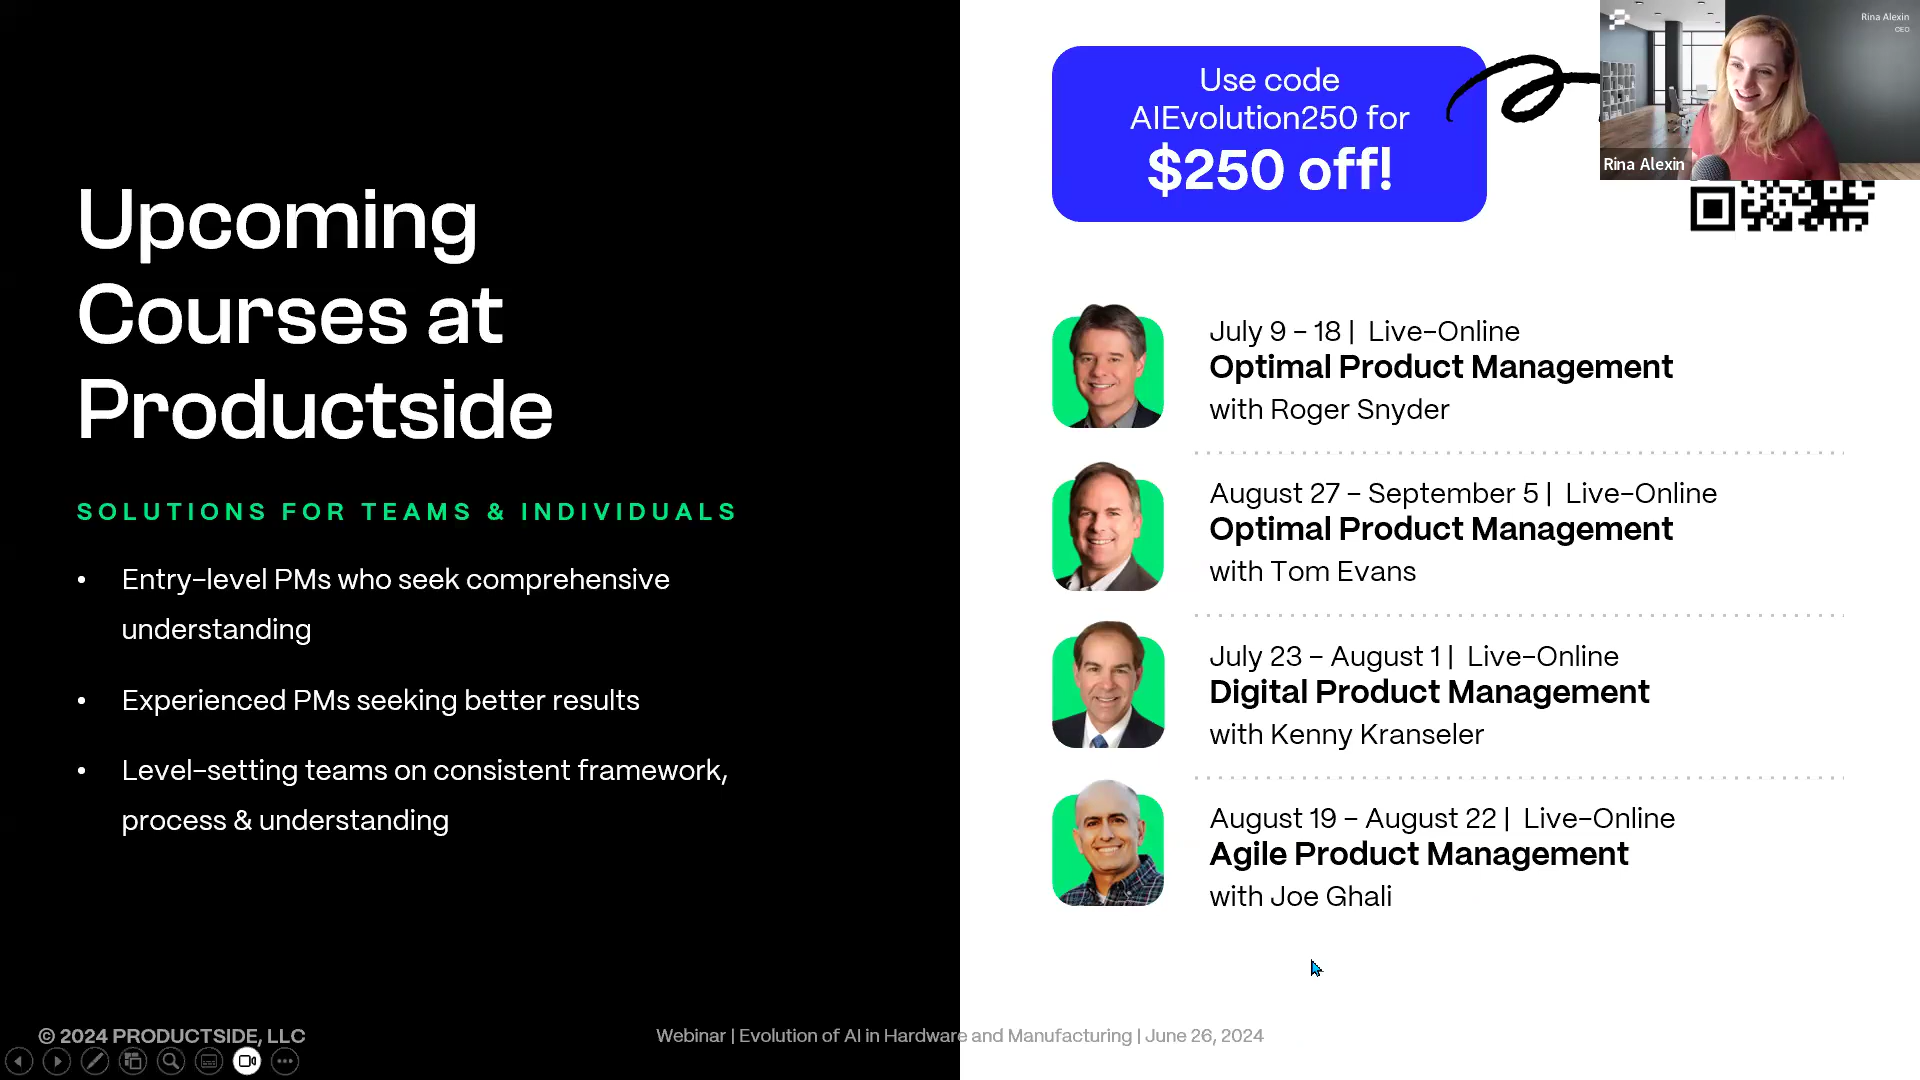 Upcoming
Courses at
Productside
SOLUTIONS FOR TEAMS & INDIVIDUALS
• Entry-level PMs who seek comprehensive
understanding
• Experienced PMs seeking better results
• Level-setting teams on consistent framework,
process & understanding
Use code
AIEvolution250 for
$250 off!
Rina Alexin
CEO
Rina Alexin
July 9 - 18 | Live-Online
Optimal Product Management
with Roger Snyder
August 27 - September 5 | Live-Online
Optimal Product Management
with Tom Evans
July 23 - August 1 | Live-Online
Digital Product Management
with Kenny Kranseler
August 19 - August 22 | Live-Online
Agile Product Management
with Joe Ghali
© 2024 PRODUCTSIDE, LLC
Webinar | Evolution of AI in Hardware and Manufacturing | June 26, 2024